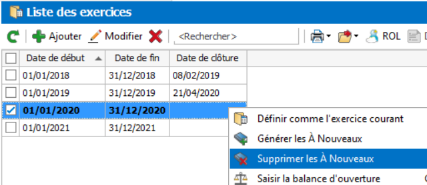 Liste des exercices
Ajouter Modifier <Rechercher> ROL
Date de début Date de fin Date de clôture
01/01/2018 31/12/2018 08/02/2019
01/01/2019 31/12/2019 21/04/2020
01/01/2020 31/12/2020
01/01/2021 31/12/2021
Définir comme l'exercice courant
Générer les À Nouveaux
Supprimer les À Nouveaux
Saisir la balance d'ouverture